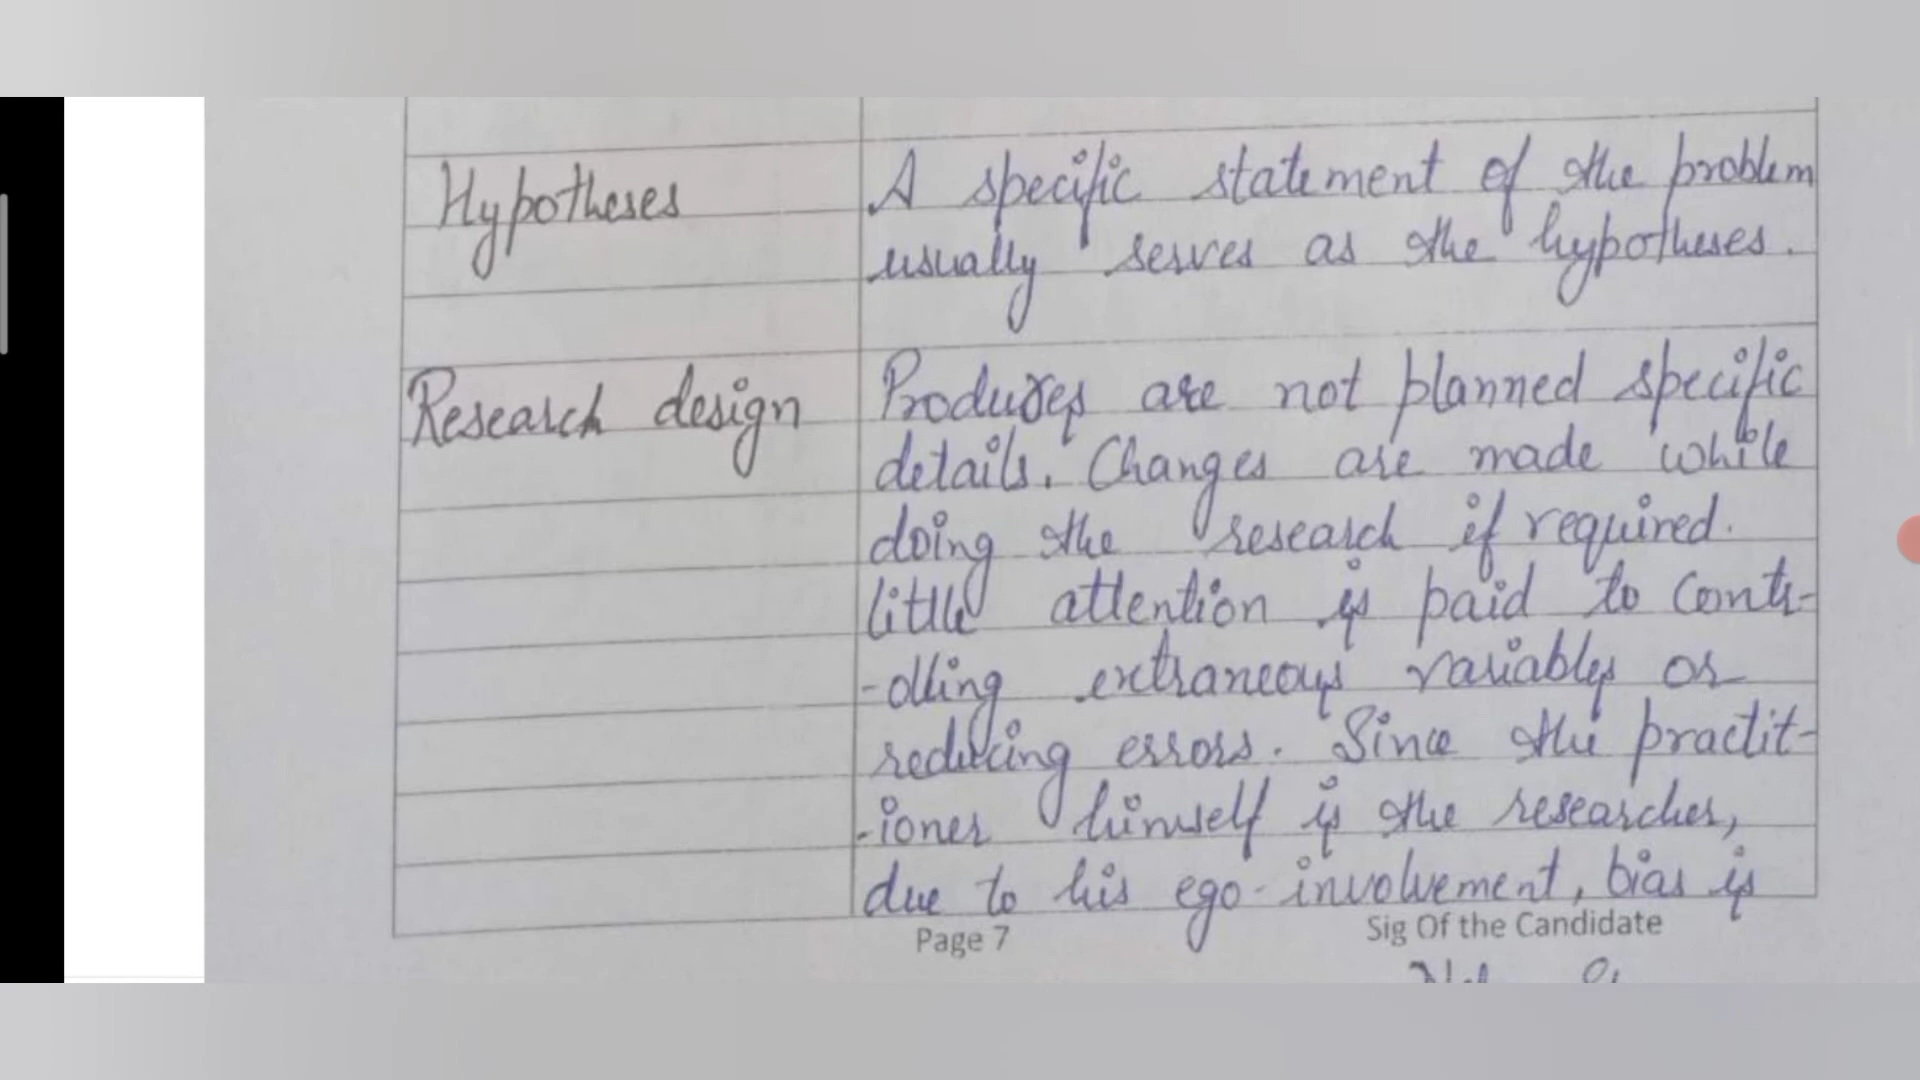 Hypotheses
A specific statement of the problem
usually serves as the hypotheses.
Research design
Produres are not planned specific
details. Changes are made while
doing the research if required.
little attention is paid to contr-
-olling extraneous variables or
reducing errors. Since the practit-
-ioner himself is the researcher,
due to his ego-involvement, bias is
Page 7
Sig Of the Candidate